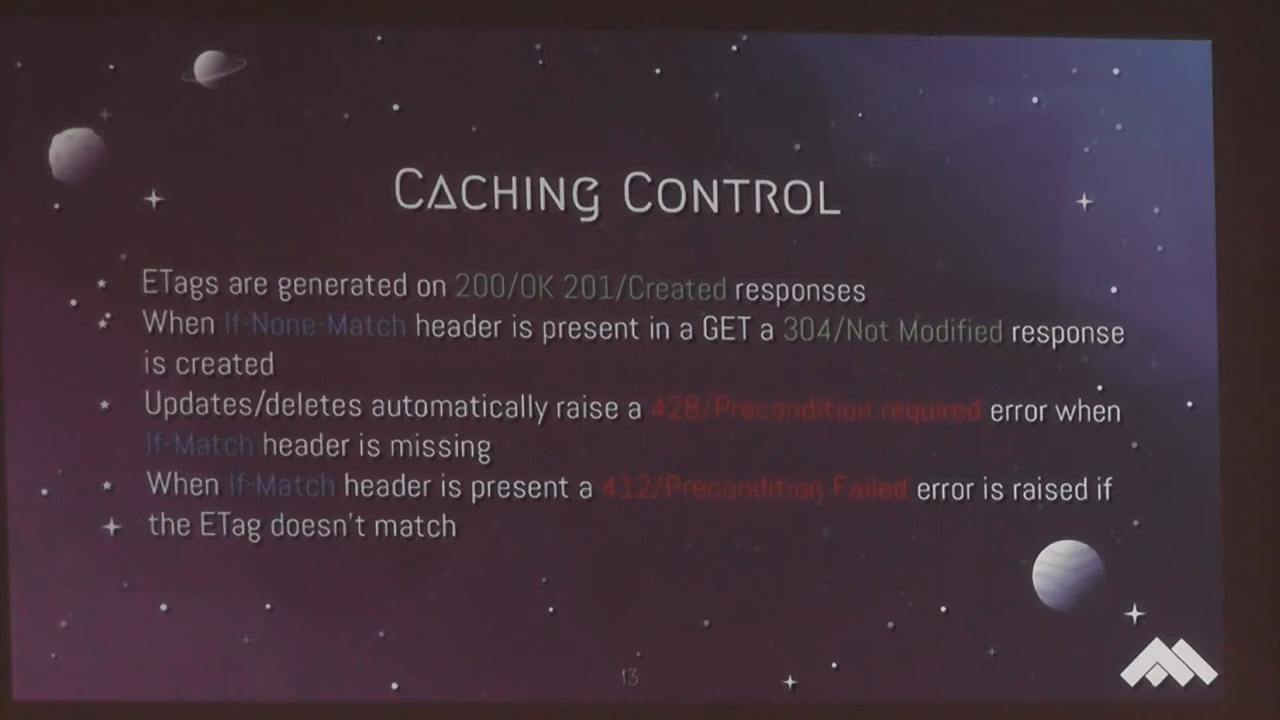 CACHING CONTROL
ETags are generated on 200/OK 201/Created responses
When If-None-Match header is present in a GET a 304/Not Modified response
is created
Updates/deletes automatically raise a 428/Precondition required error when
If-Match header is missing
When If-Match header is present a 412/Precondition Failed error is raised if
the ETag doesn't match
13